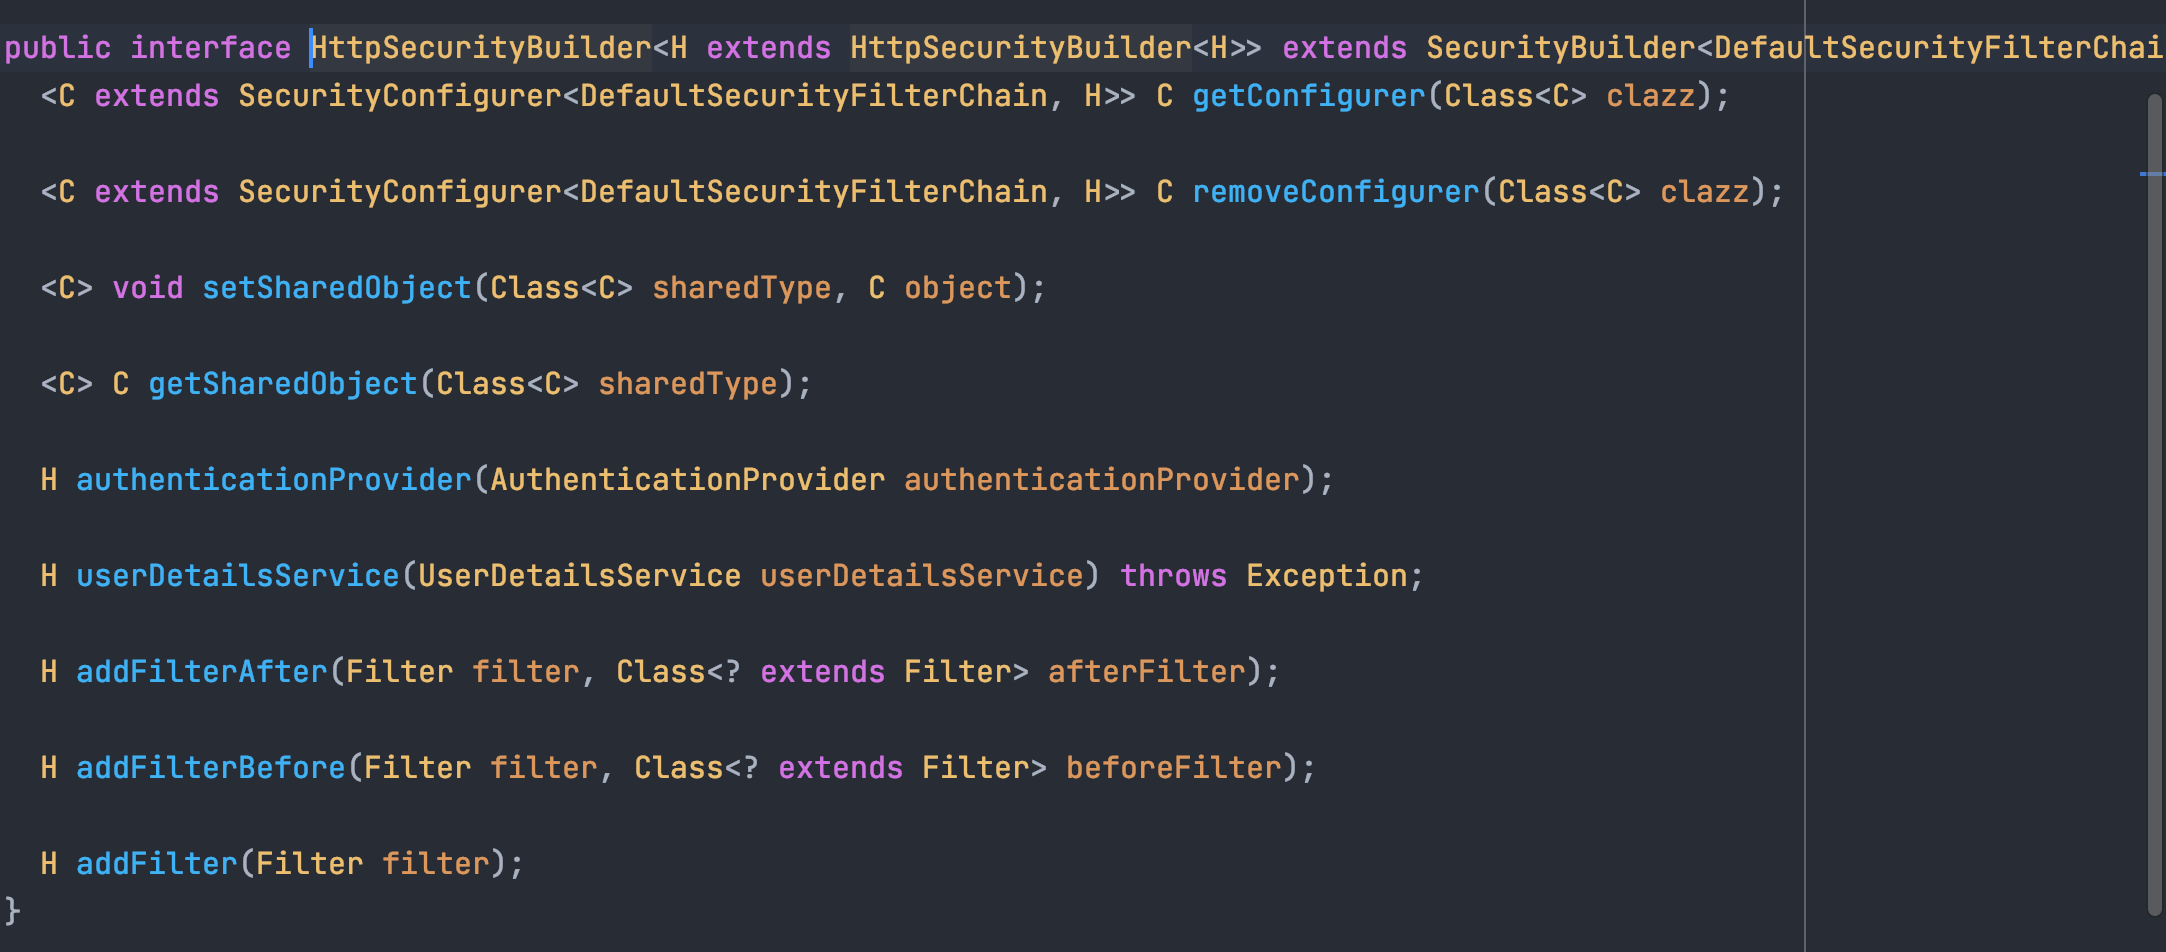 public interface HttpSecurityBuilder<H extends HttpSecurityBuilder<H>> extends SecurityBuilder<DefaultSecurityFilterChai
<C extends SecurityConfigurer<DefaultSecurityFilterChain, H>> C getConfigurer(Class<C> clazz);
<C extends SecurityConfigurer<DefaultSecurityFilterChain, H>> C removeConfigurer(Class<C> clazz);
<C> void setSharedObject(Class<C> sharedType, C object);
<C> C getSharedObject(Class<C> sharedType);
H authenticationProvider(AuthenticationProvider authenticationProvider);
H userDetailsService(UserDetailsService userDetailsService) throws Exception;
H addFilterAfter(Filter filter, Class<? extends Filter> afterFilter);
H addFilterBefore(Filter filter, Class<? extends Filter> beforeFilter);
H addFilter(Filter filter);
}